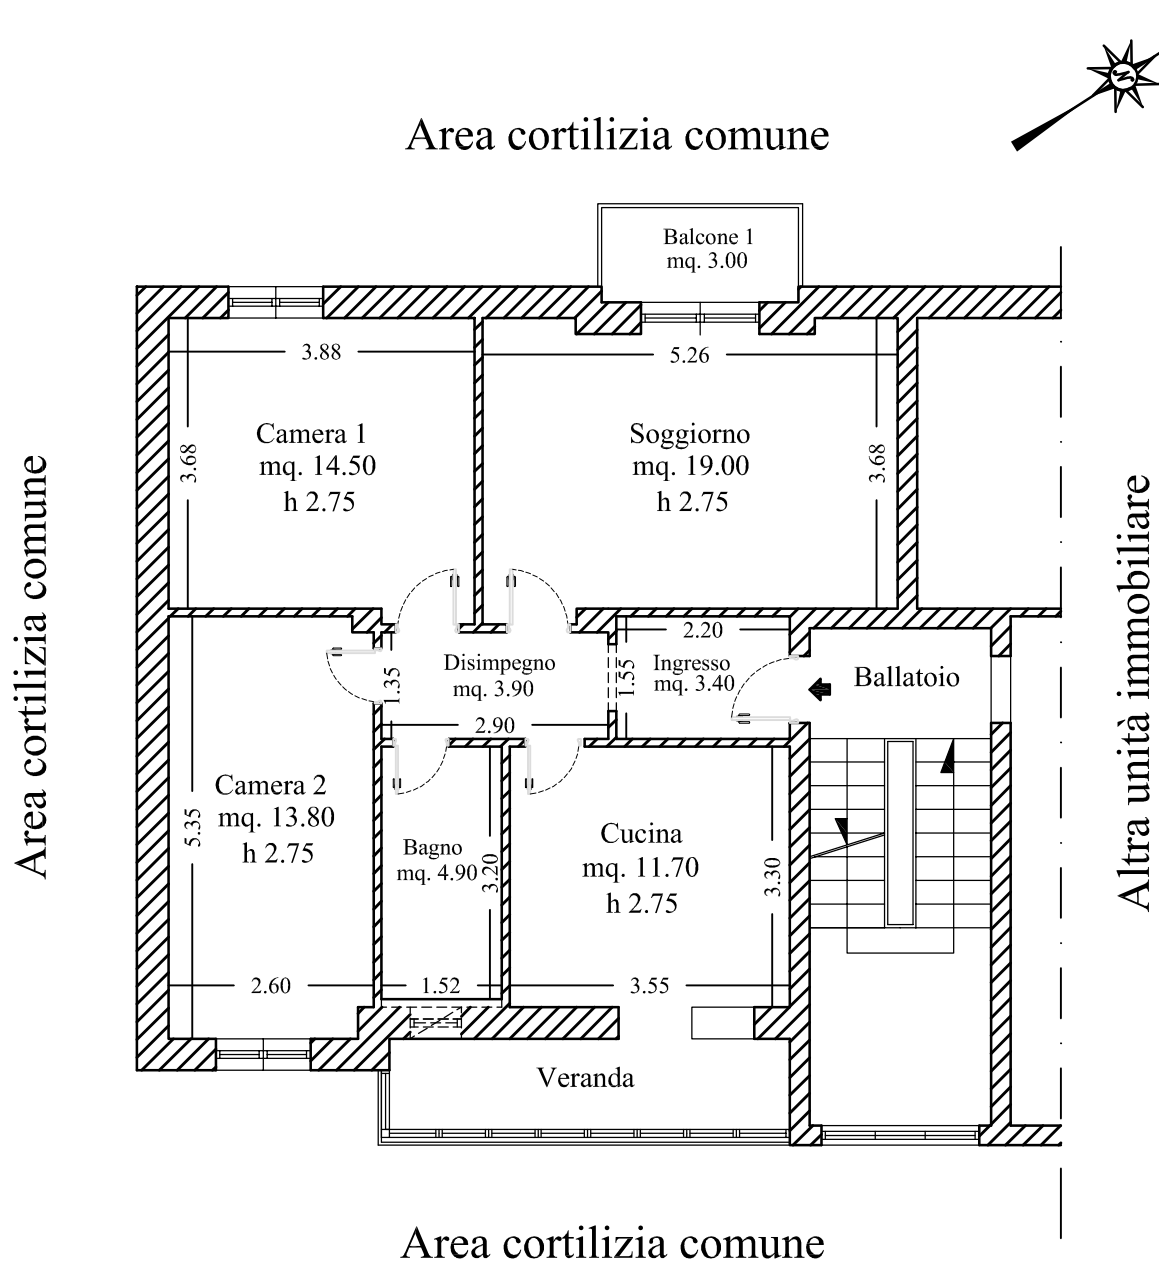 N
Area cortilizia comune
Balcone 1
mq. 3.00
3.88
5.26
Camera 1
mq. 14.50
h 2.75
3.68
Soggiorno
mq. 19.00
h 2.75
3.68
Area cortilizia comune
Altra unità immobiliare
2.20
Disimpegno
mq. 3.90
1.35
2.90
Ingresso
mq. 3.40
1.55
Ballatoio
Camera 2
mq. 13.80
h 2.75
5.35
2.60
Bagno
mq. 4.90
3.20
1.52
Cucina
mq. 11.70
h 2.75
3.30
3.55
Veranda
Area cortilizia comune